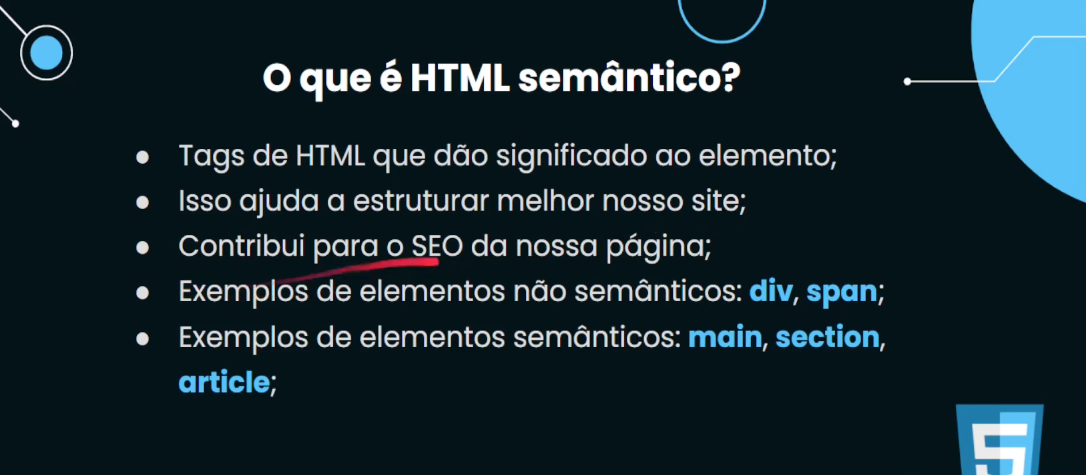 O que é HTML semântico?
● Tags de HTML que dão significado ao elemento;
● Isso ajuda a estruturar melhor nosso site;
● Contribui para o SEO da nossa página;
● Exemplos de elementos não semânticos: div, span;
● Exemplos de elementos semânticos: main, section,
article;
5